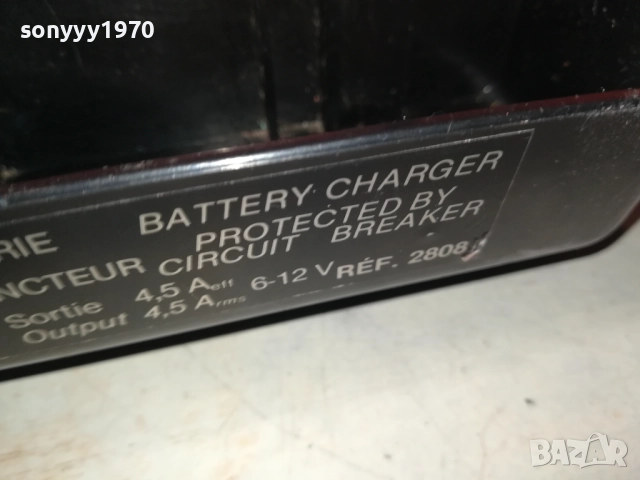 sonyyy1970
RIE BATTERY CHARGER
PROTECTED BY
NCTEUR CIRCUIT BREAKER
Sortie 4,5 Aeff 6-12 V RÉF. 2808
Output 4,5 Arms
BAZAR